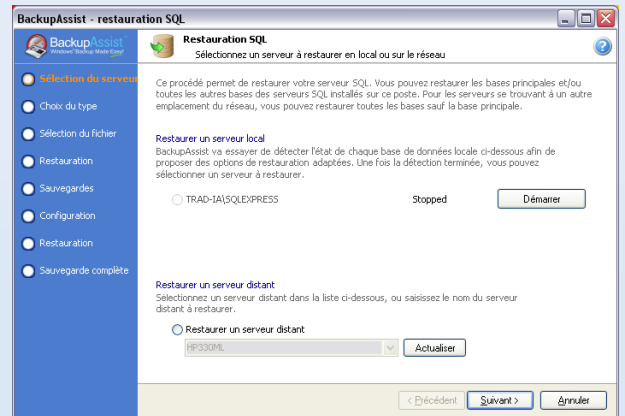 BackupAssist - restauration SQL
BackupAssist
Windows Backup Made Easy!
Restauration SQL
Sélectionnez un serveur à restaurer en local ou sur le réseau
Sélection du serveur
Choix du type
Sélection du fichier
Restauration
Sauvegardes
Configuration
Restauration
Sauvegarde complète
Ce procédé permet de restaurer votre serveur SQL. Vous pouvez restaurer les bases principales et/ou
toutes les autres bases des serveurs SQL installés sur ce poste. Pour les serveurs se trouvant à un autre
emplacement du réseau, vous pouvez restaurer toutes les bases sauf la base principale.
Restaurer un serveur local
BackupAssist va essayer de détecter l'état de chaque base de données locale ci-dessous afin de
proposer des options de restauration adaptées. Une fois la détection terminée, vous pouvez
sélectionner un serveur à restaurer.
TRAD-IA\SQLEXPRESS Stopped Démarrer
Restaurer un serveur distant
Sélectionnez un serveur distant dans la liste ci-dessous, ou saisissez le nom du serveur
distant à restaurer.
Restaurer un serveur distant
HP330ML Actualiser
< Précédent Suivant > Annuler